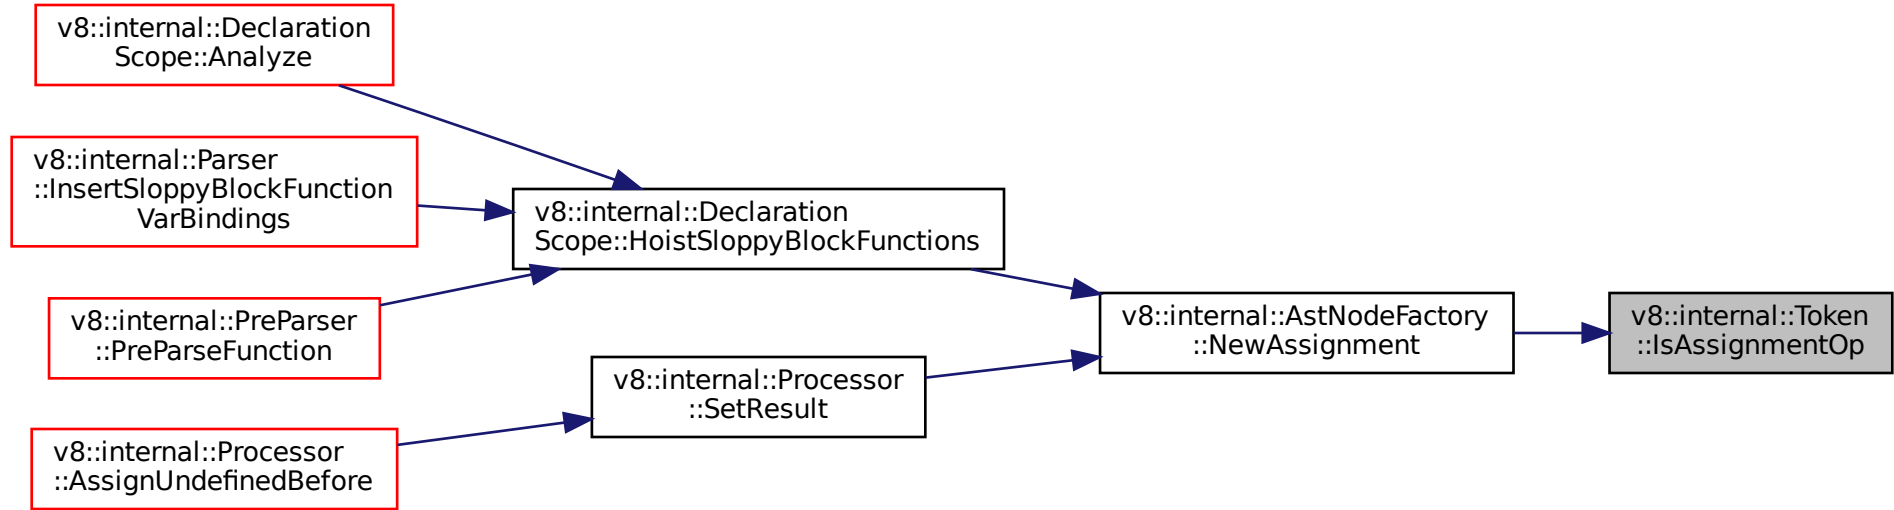 v8::internal::Declaration
Scope::Analyze
v8::internal::Parser
::InsertSloppyBlockFunction
VarBindings
v8::internal::PreParser
::PreParseFunction
v8::internal::Processor
::AssignUndefinedBefore
v8::internal::Declaration
Scope::HoistSloppyBlockFunctions
v8::internal::Processor
::SetResult
v8::internal::AstNodeFactory
::NewAssignment
v8::internal::Token
::IsAssignmentOp